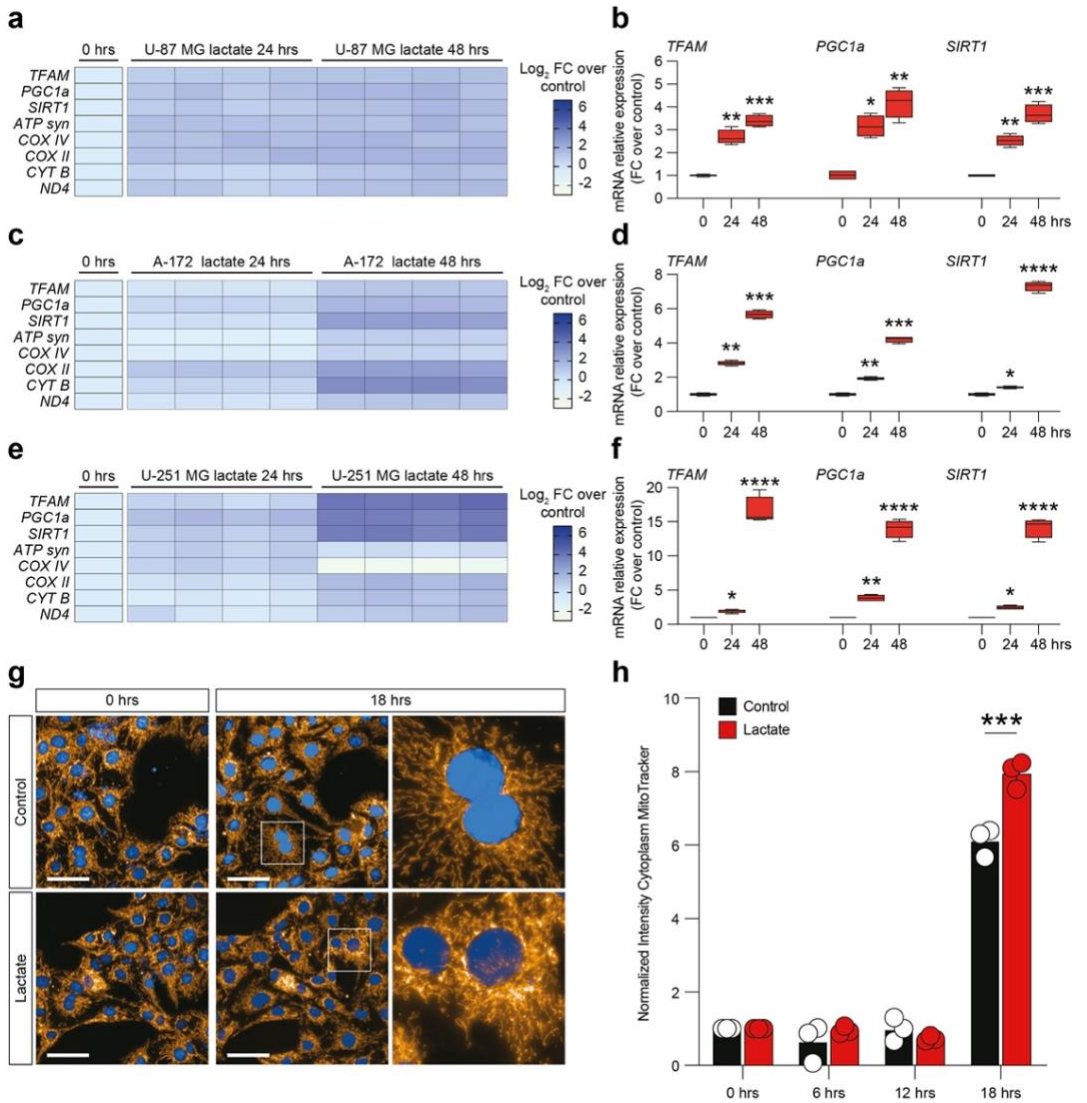 a
0 hrs U-87 MG lactate 24 hrs U-87 MG lactate 48 hrs
TFAM
PGC1a
SIRT1
ATP syn
COX IV
COX II
CYT B
ND4
Log2 FC over
control
6
4
2
0
-2
b
TFAM PGC1a SIRT1
mRNA relative expression
(FC over control)
6
5
4
3
2
1
0
** *** * ** ** ***
0 24 48 0 24 48 0 24 48 hrs
c
0 hrs A-172 lactate 24 hrs A-172 lactate 48 hrs
TFAM
PGC1a
SIRT1
ATP syn
COX IV
COX II
CYT B
ND4
Log2 FC over
control
6
4
2
0
-2
d
TFAM PGC1a SIRT1
mRNA relative expression
(FC over control)
8
6
4
2
0
** *** ** *** * ****
0 24 48 0 24 48 0 24 48 hrs
e
0 hrs U-251 MG lactate 24 hrs U-251 MG lactate 48 hrs
TFAM
PGC1a
SIRT1
ATP syn
COX IV
COX II
CYT B
ND4
Log2 FC over
control
6
4
2
0
-2
f
TFAM PGC1a SIRT1
mRNA relative expression
(FC over control)
20
15
10
5
0
* **** ** **** * ****
0 24 48 0 24 48 0 24 48 hrs
g
0 hrs 18 hrs
Control
Lactate
h
Normalized Intensity Cytoplasm MitoTracker
10
8
6
4
2
0
Control
Lactate
***
0 hrs 6 hrs 12 hrs 18 hrs